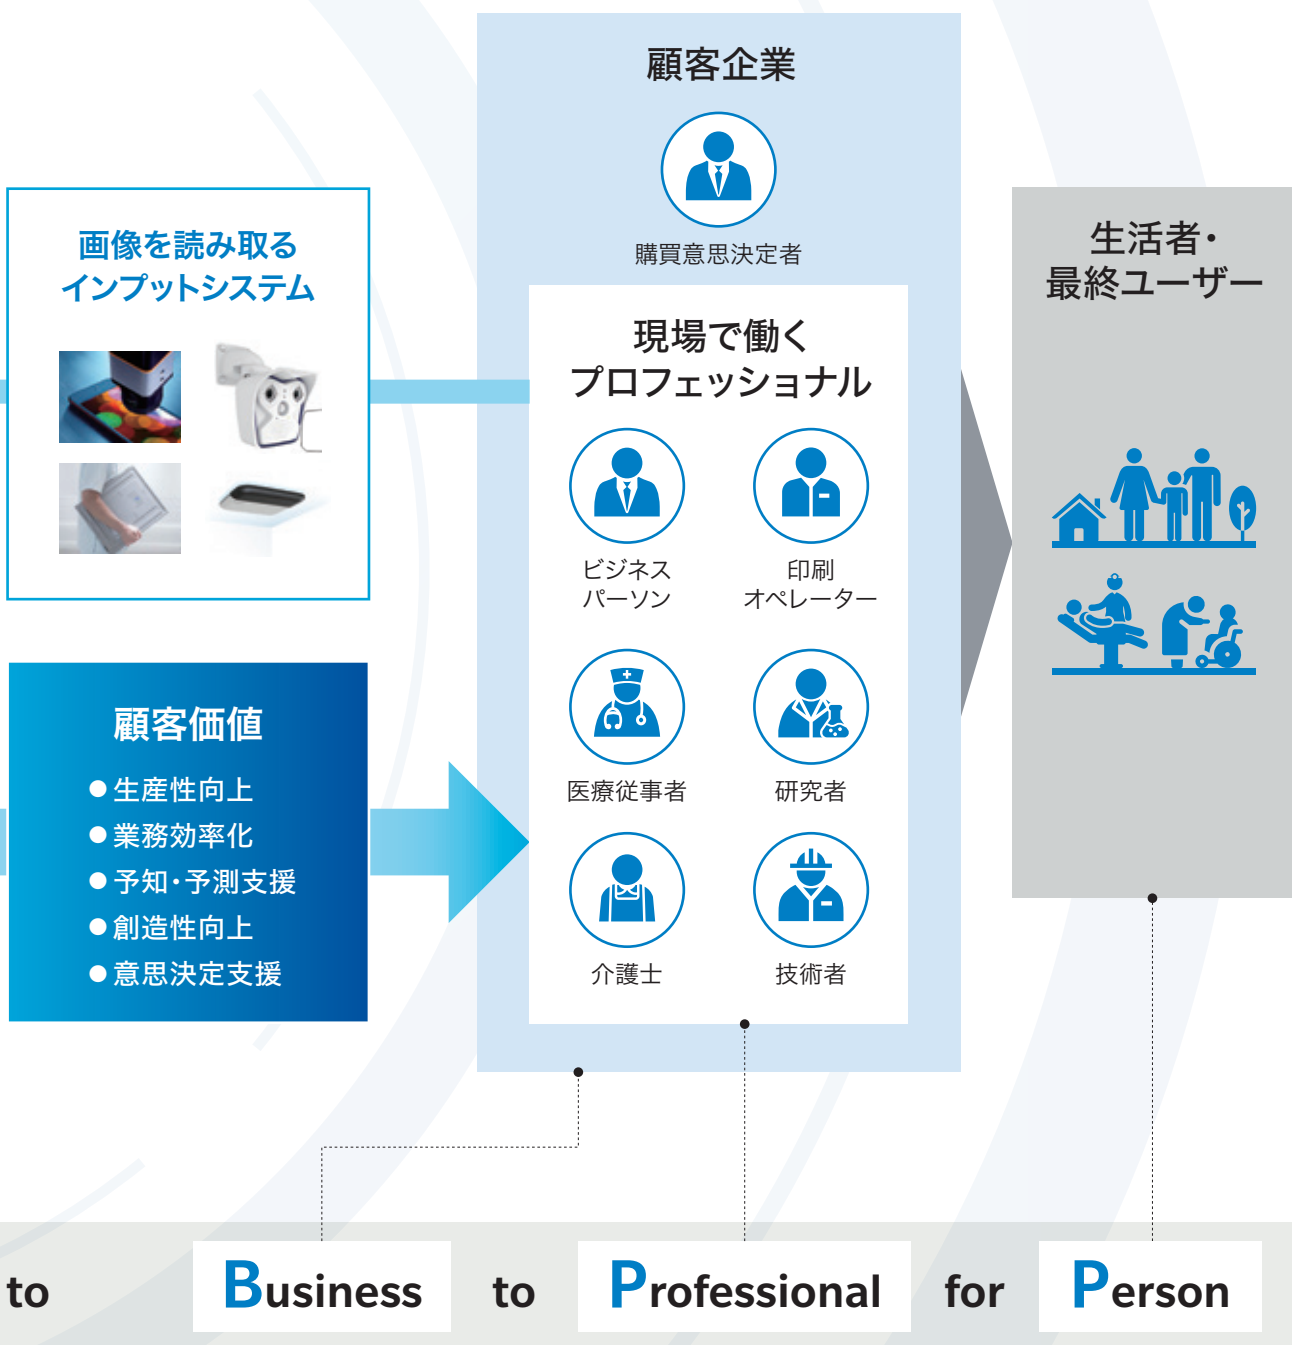 顧客企業
購買意思決定者
画像を読み取る
インプットシステム
現場で働く
プロフェッショナル
ビジネス
パーソン
印刷
オペレーター
医療従事者
研究者
介護士
技術者
生活者・
最終ユーザー
顧客価値
●生産性向上
●業務効率化
●予知・予測支援
●創造性向上
●意思決定支援
to Business to Professional for Person